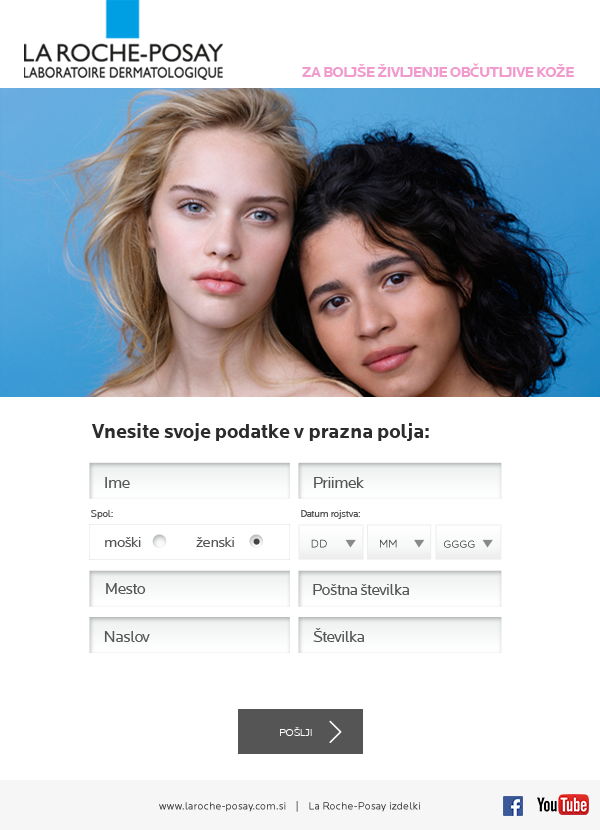 LA ROCHE-POSAY
LABORATOIRE DERMATOLOGIQUE
ZA BOLJŠE ŽIVLJENJE OBČUTLJIVE KOŽE
Vnesite svoje podatke v prazna polja:
Ime Priimek
Spol: Datum rojstva:
moški ženski DD MM GGGG
Mesto Poštna številka
Naslov Številka
POŠLJI
www.laroche-posay.com.si | La Roche-Posay izdelki
f YouTube